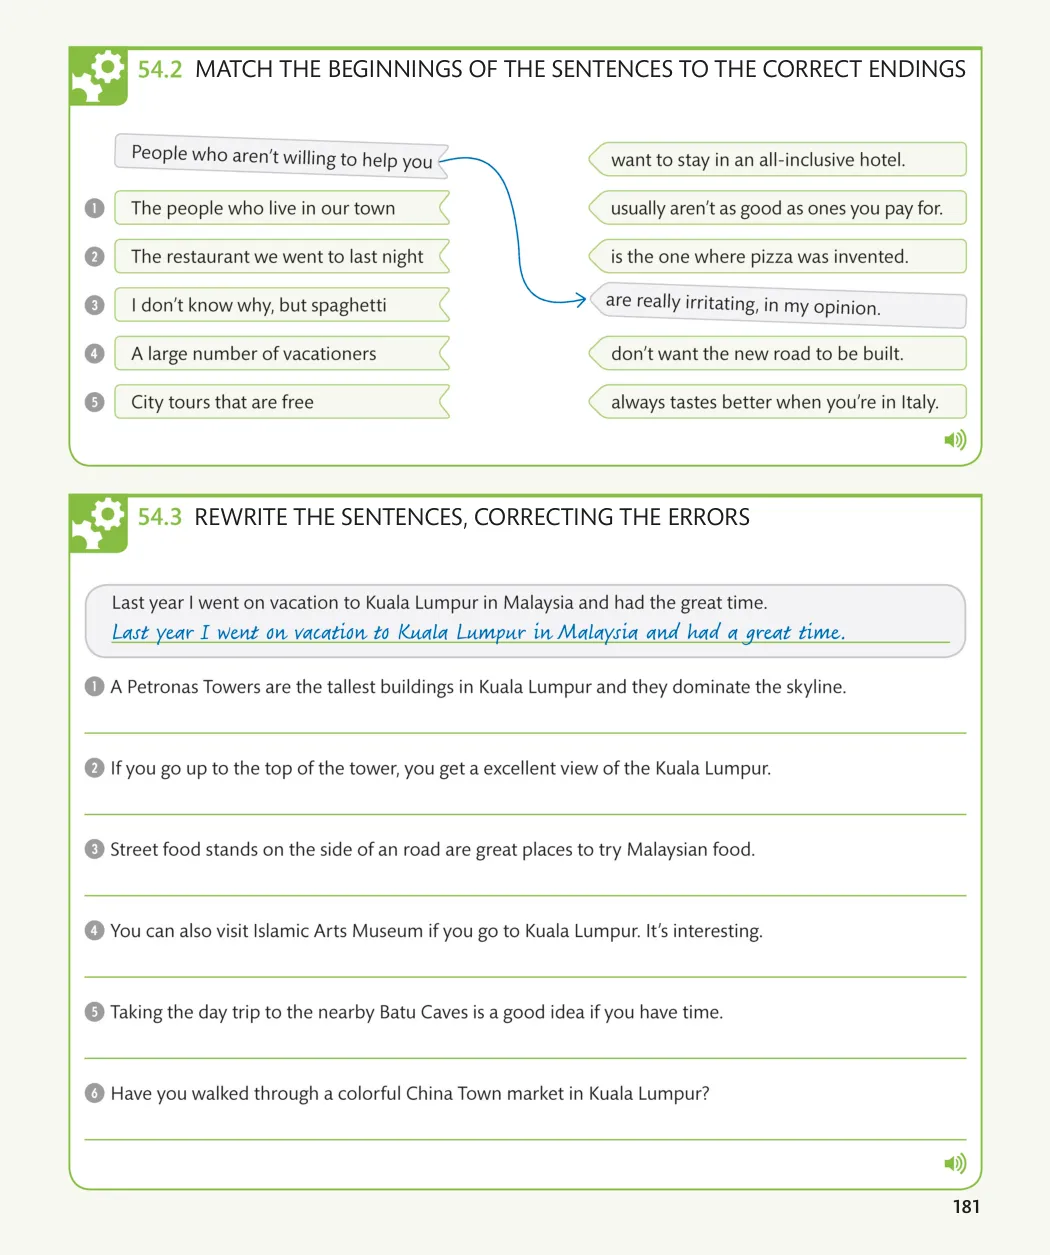 54.2 MATCH THE BEGINNINGS OF THE SENTENCES TO THE CORRECT ENDINGS
People who aren’t willing to help you
want to stay in an all-inclusive hotel.
1 The people who live in our town
usually aren’t as good as ones you pay for.
2 The restaurant we went to last night
is the one where pizza was invented.
3 I don’t know why, but spaghetti
are really irritating, in my opinion.
4 A large number of vacationers
don’t want the new road to be built.
5 City tours that are free
always tastes better when you’re in Italy.
54.3 REWRITE THE SENTENCES, CORRECTING THE ERRORS
Last year I went on vacation to Kuala Lumpur in Malaysia and had the great time.
Last year I went on vacation to Kuala Lumpur in Malaysia and had a great time.
1 A Petronas Towers are the tallest buildings in Kuala Lumpur and they dominate the skyline.
2 If you go up to the top of the tower, you get a excellent view of the Kuala Lumpur.
3 Street food stands on the side of an road are great places to try Malaysian food.
4 You can also visit Islamic Arts Museum if you go to Kuala Lumpur. It’s interesting.
5 Taking the day trip to the nearby Batu Caves is a good idea if you have time.
6 Have you walked through a colorful China Town market in Kuala Lumpur?
181